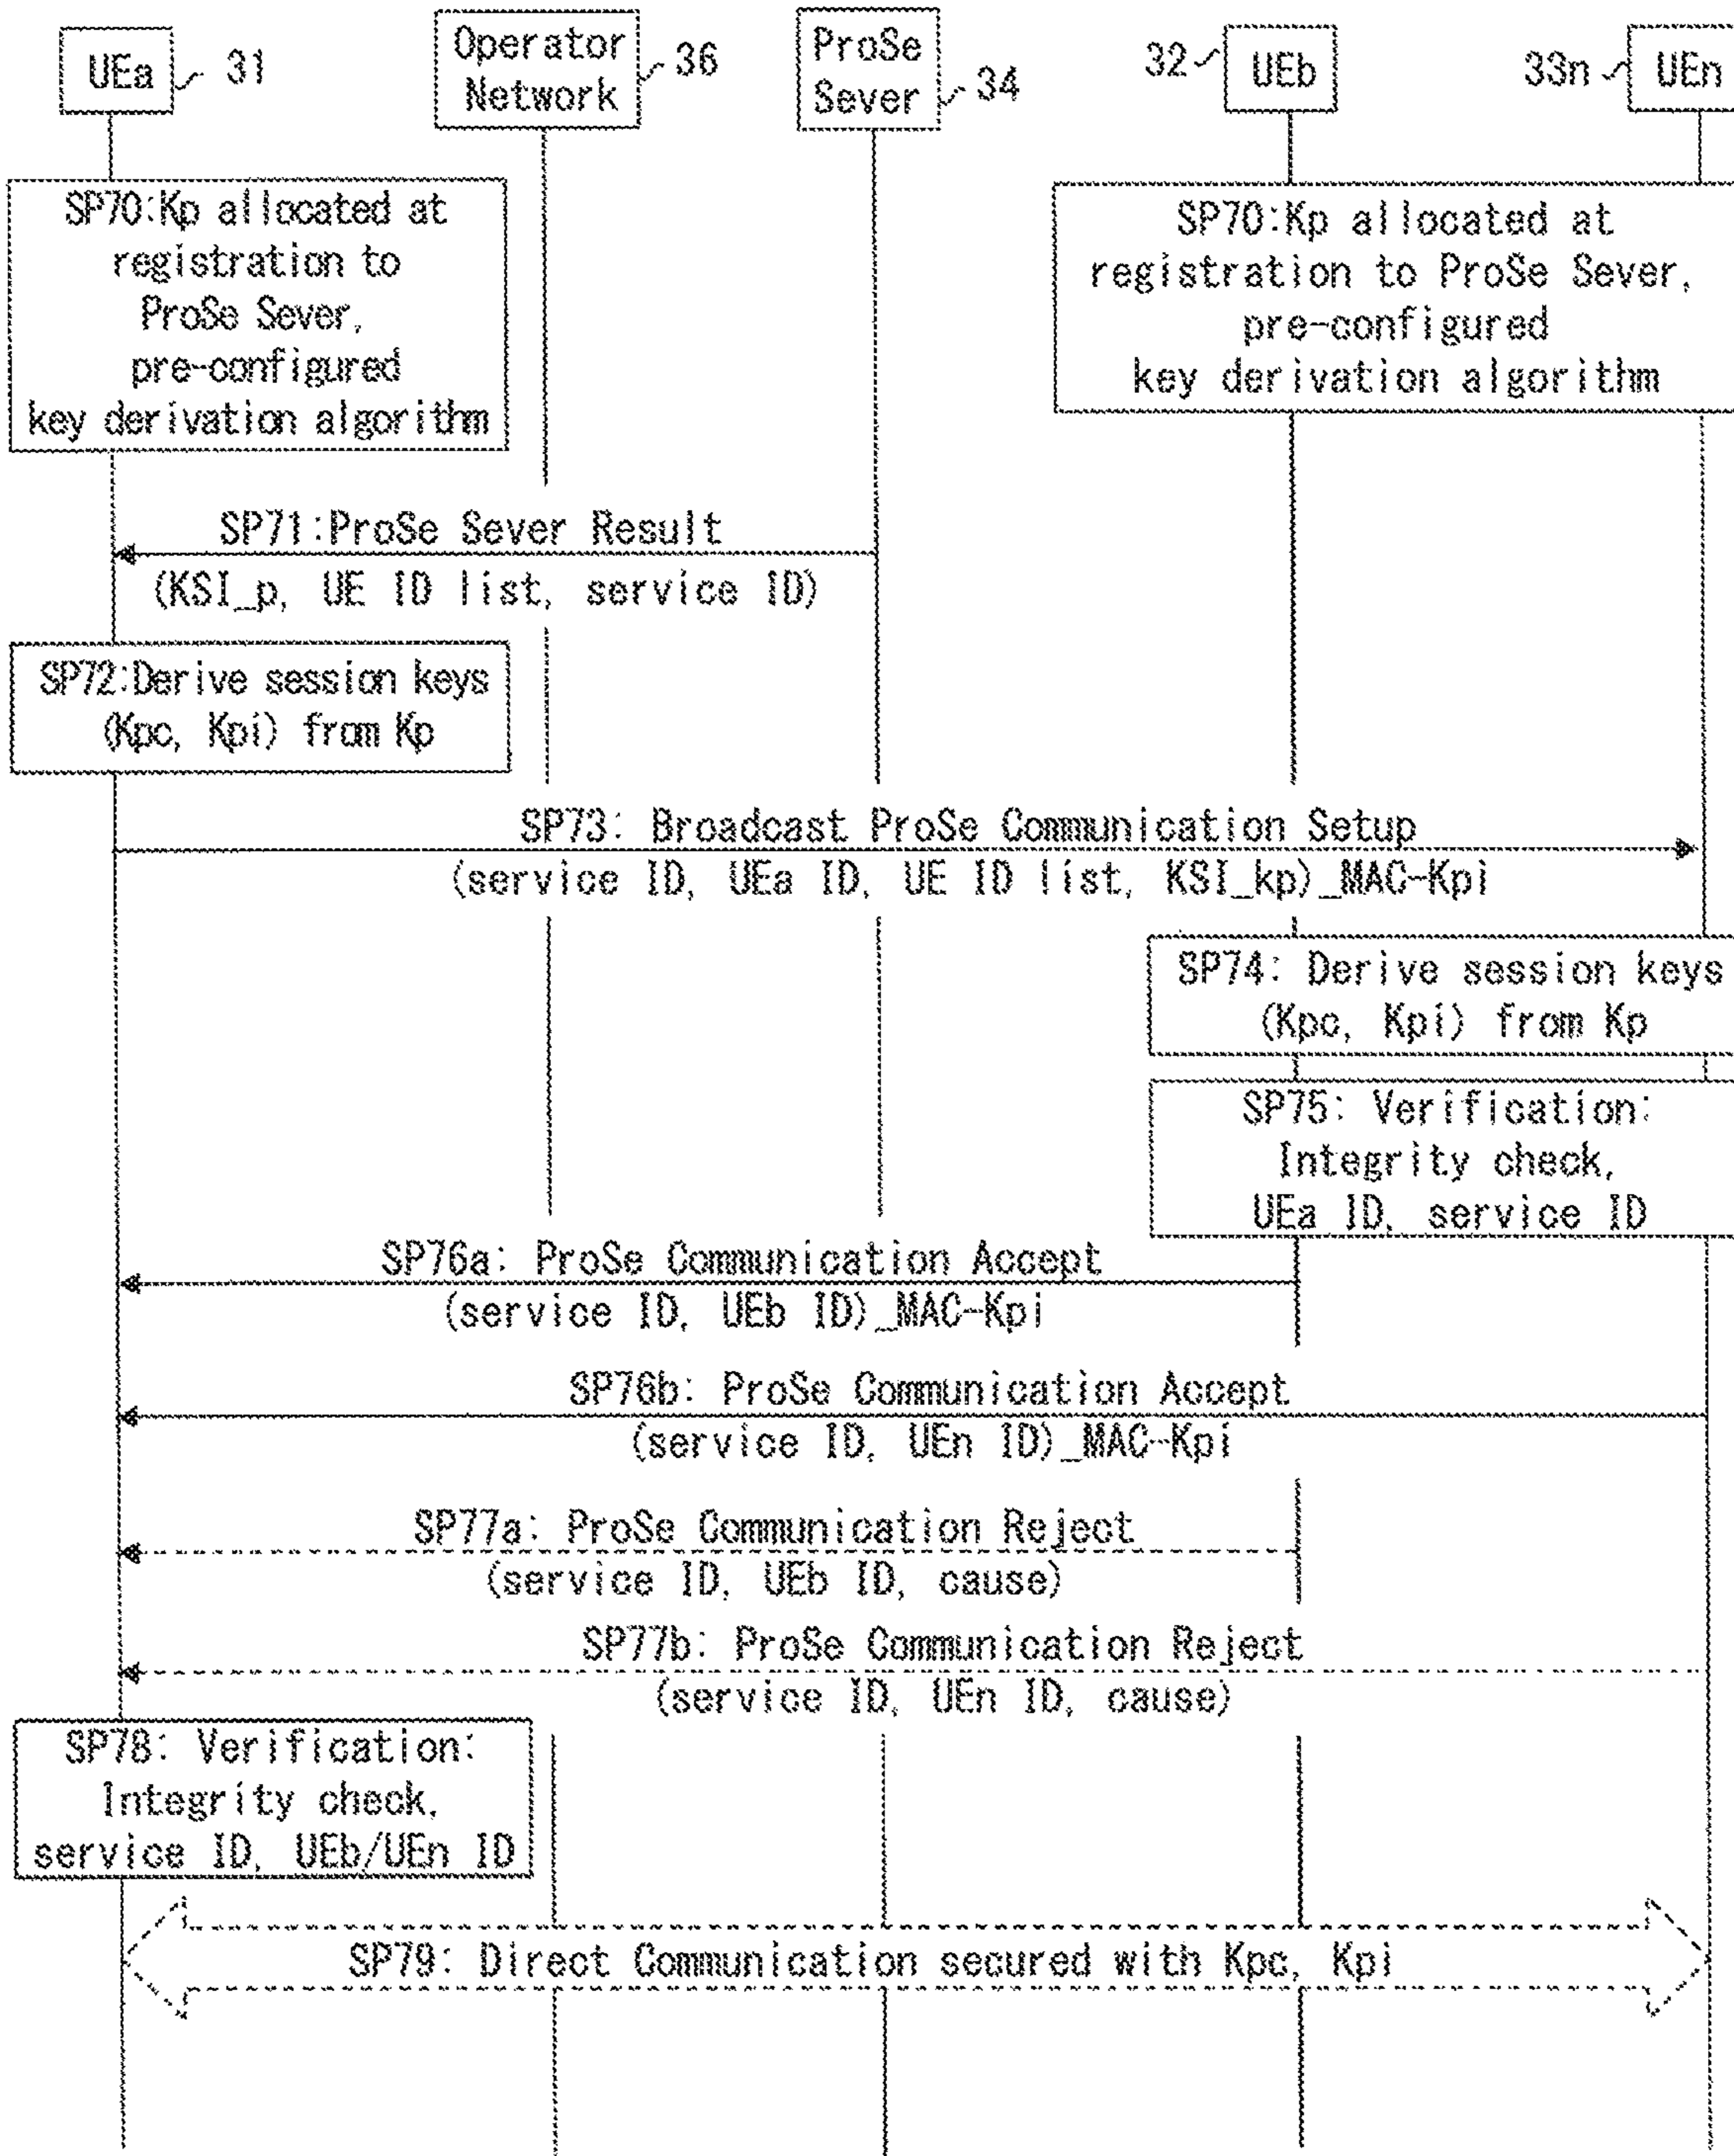 UEa
31
Operator
Network
36
ProSe
Sever
34
32
UEb
33n
UEn
SP70:Kp allocated at
registration to
ProSe Sever,
pre-configured
key derivation algorithm
SP70:Kp allocated at
registration to ProSe Sever,
pre-configured
key derivation algorithm
SP71:ProSe Sever Result
(KSI_p, UE ID list, service ID)
SP72:Derive session keys
(Kpc, Kpi) from Kp
SP73: Broadcast ProSe Communication Setup
(service ID, UEa ID, UE ID list, KSI_kp)_MAC-Kpi
SP74: Derive session keys
(Kpc, Kpi) from Kp
SP75: Verification:
Integrity check,
UEa ID, service ID
SP76a: ProSe Communication Accept
(service ID, UEb ID)_MAC-Kpi
SP76b: ProSe Communication Accept
(service ID, UEn ID)_MAC-Kpi
SP77a: ProSe Communication Reject
(service ID, UEb ID, cause)
SP77b: ProSe Communication Reject
(service ID, UEn ID, cause)
SP78: Verification:
Integrity check,
service ID, UEb/UEn ID
SP79: Direct Communication secured with Kpc, Kpi